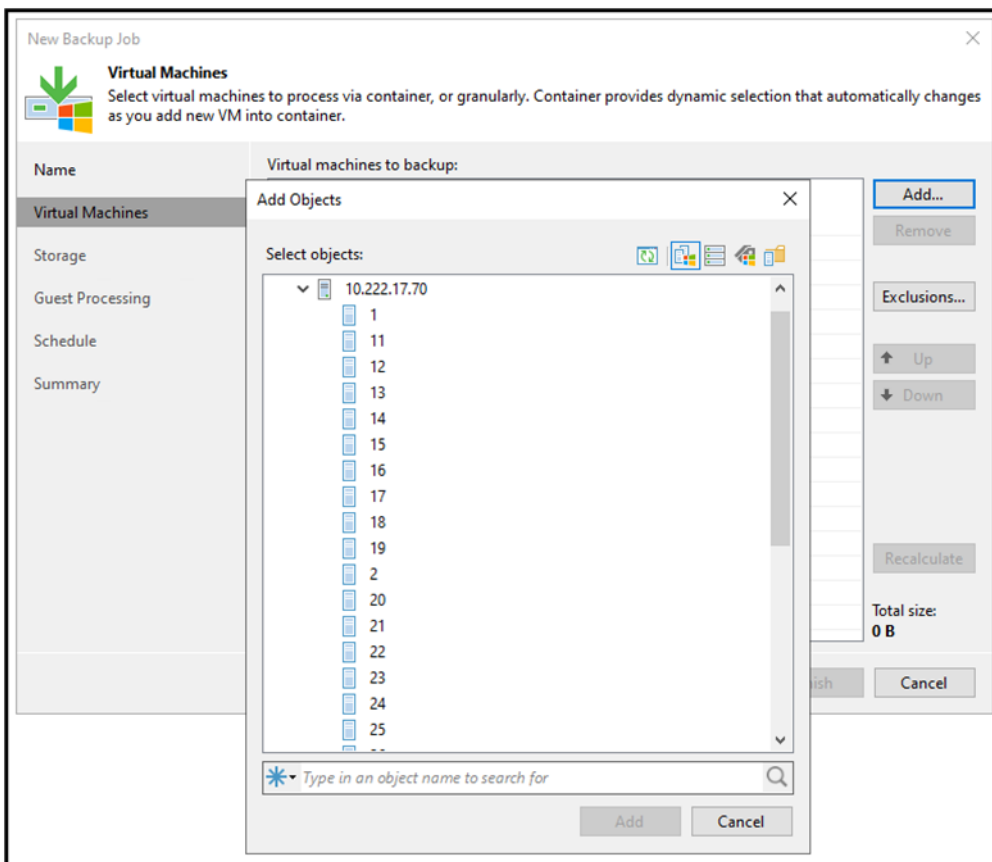 New Backup Job
Virtual Machines
Select virtual machines to process via container, or granularly. Container provides dynamic selection that automatically changes
as you add new VM into container.
Name
Virtual Machines
Storage
Guest Processing
Schedule
Summary
Virtual machines to backup:
Add Objects
Select objects:
10.222.17.70
1
11
12
13
14
15
16
17
18
19
2
20
21
22
23
24
25
Type in an object name to search for
Add
Cancel
Add...
Remove
Exclusions...
Up
Down
Recalculate
Total size:
0 B
Cancel